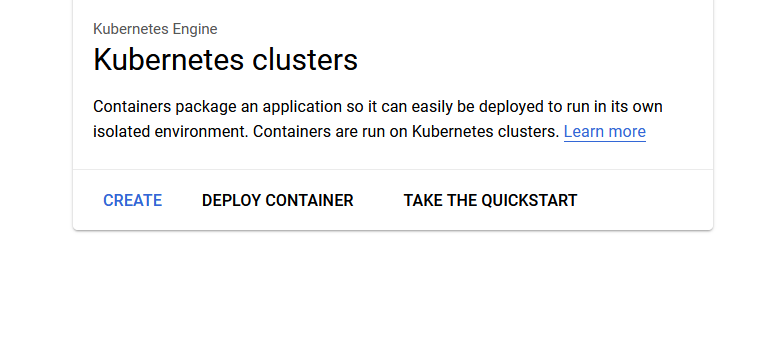 Kubernetes Engine
Kubernetes clusters
Containers package an application so it can easily be deployed to run in its own
isolated environment. Containers are run on Kubernetes clusters. Learn more
CREATE DEPLOY CONTAINER TAKE THE QUICKSTART